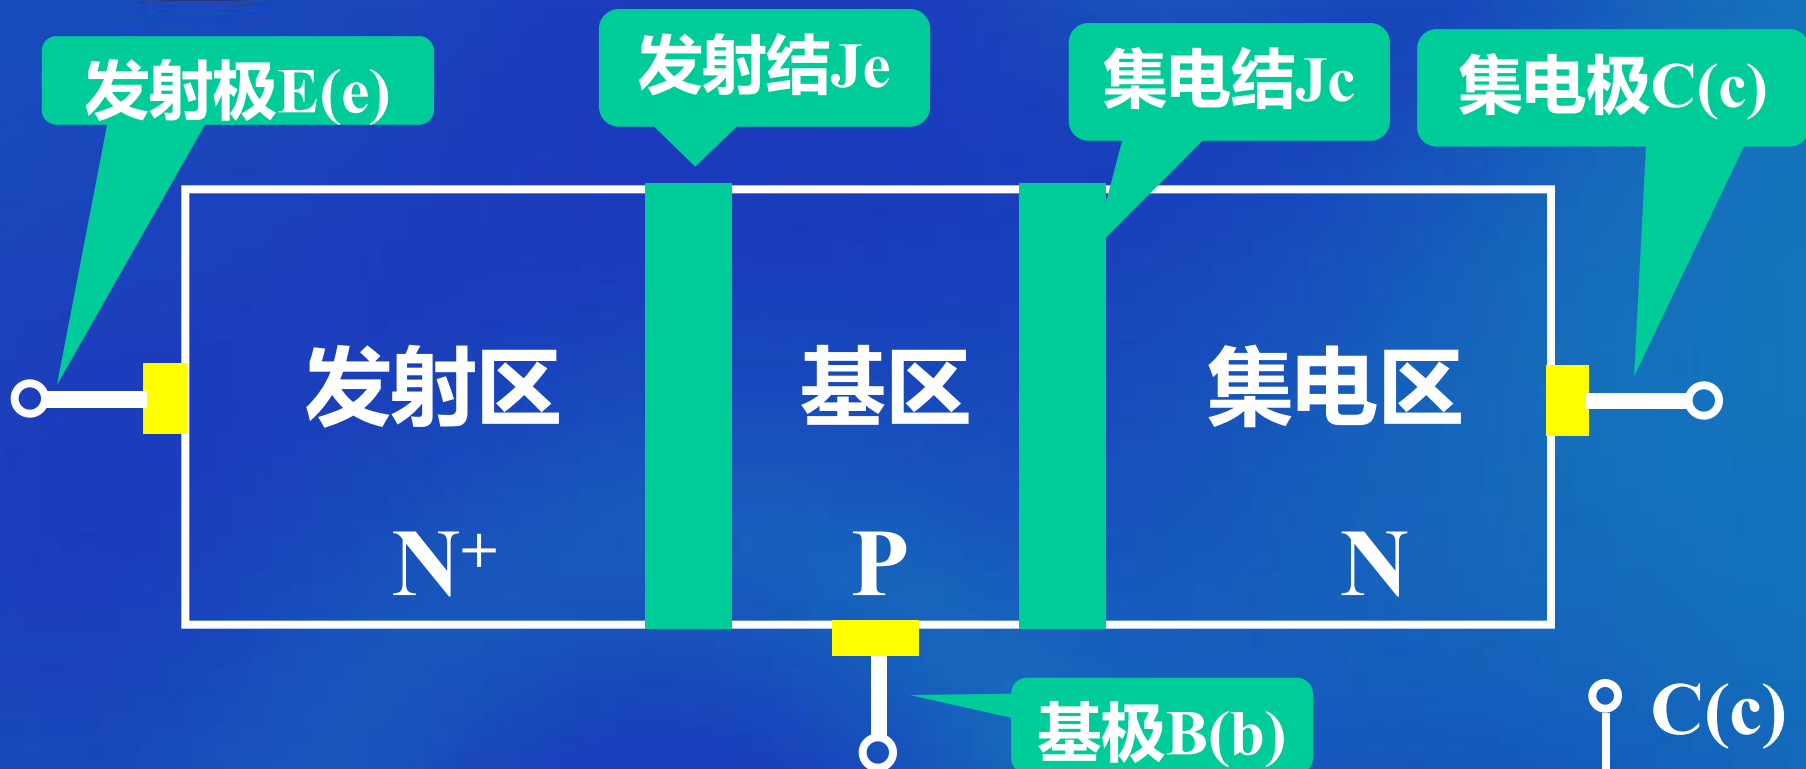 发射极E(e)
发射结Je
集电结Jc
集电极C(c)
发射区
基区
集电区
N⁺
P
N
基极B(b)
C(c)